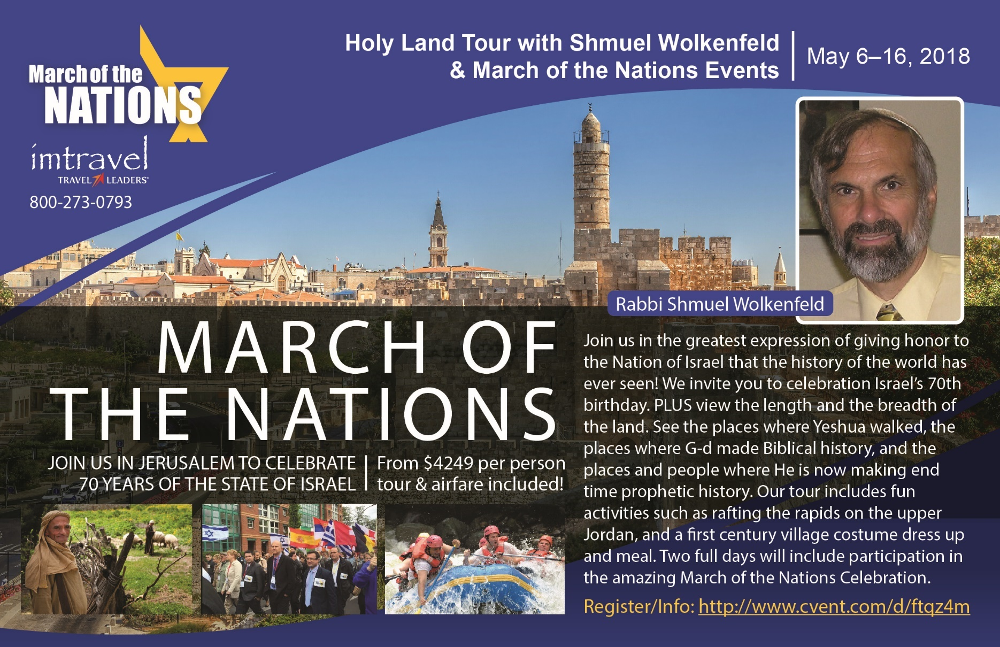 March of the
NATIONS
imtravel
TRAVEL LEADERS®
800-273-0793
Holy Land Tour with Shmuel Wolkenfeld
& March of the Nations Events
May 6–16, 2018
Rabbi Shmuel Wolkenfeld
MARCH OF
THE NATIONS
JOIN US IN JERUSALEM TO CELEBRATE
70 YEARS OF THE STATE OF ISRAEL
From $4249 per person
tour & airfare included!
Join us in the greatest expression of giving honor to
the Nation of Israel that the history of the world has
ever seen! We invite you to celebration Israel’s 70th
birthday. PLUS view the length and the breadth of
the land. See the places where Yeshua walked, the
places where G-d made Biblical history, and the
places and people where He is now making end
time prophetic history. Our tour includes fun
activities such as rafting the rapids on the upper
Jordan, and a first century village costume dress up
and meal. Two full days will include participation in
the amazing March of the Nations Celebration.
Register/Info: http://www.cvent.com/d/ftqz4m